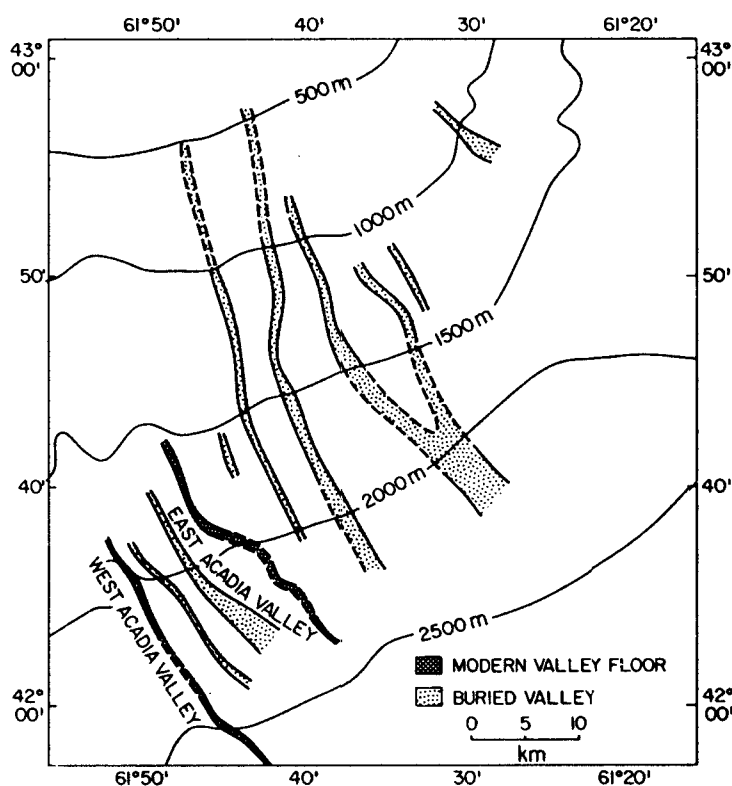 61°50' 40' 30' 61°20'
43° 00'
43° 00'
500 m
1000 m
50'
50'
1500 m
40'
40'
2000 m
EAST ACADIA VALLEY
WEST ACADIA VALLEY
2500 m
MODERN VALLEY FLOOR
BURIED VALLEY
42° 00'
42° 00'
0 5 10
km
61°50' 40' 30' 61°20'